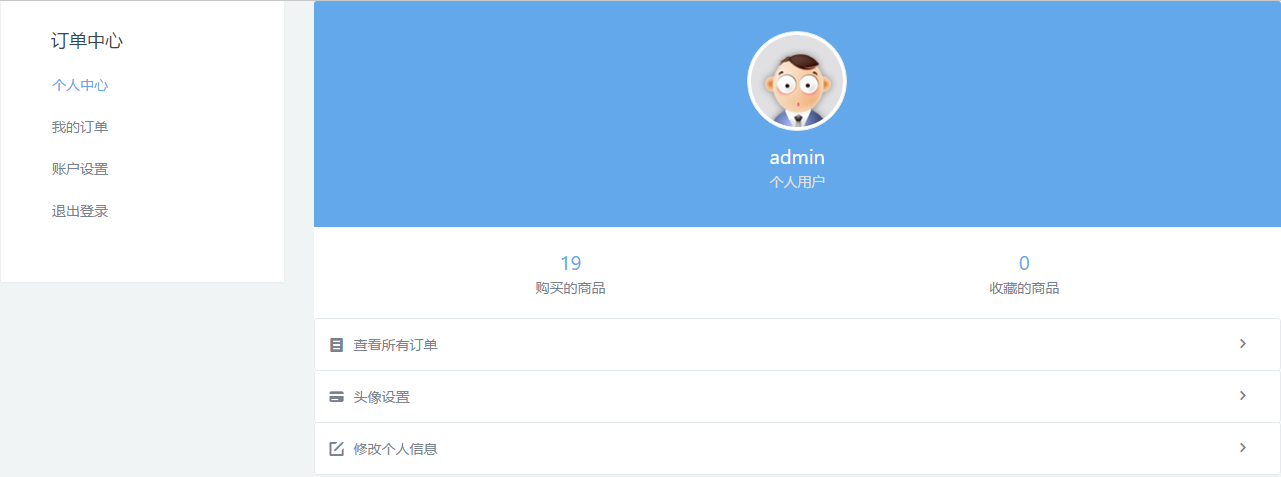 订单中心
个人中心
我的订单
账户设置
退出登录
admin
个人用户
19
购买的商品
0
收藏的商品
查看所有订单
头像设置
修改个人信息